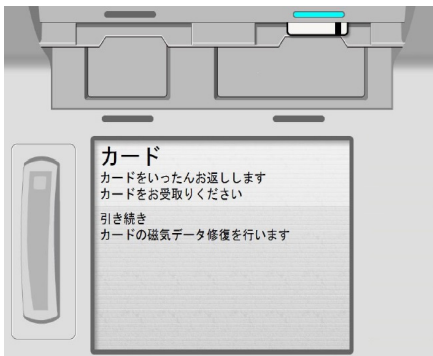 カード
カードをいったんお返しします
カードをお受取りください
引き続き
カードの磁気データ修復を行います